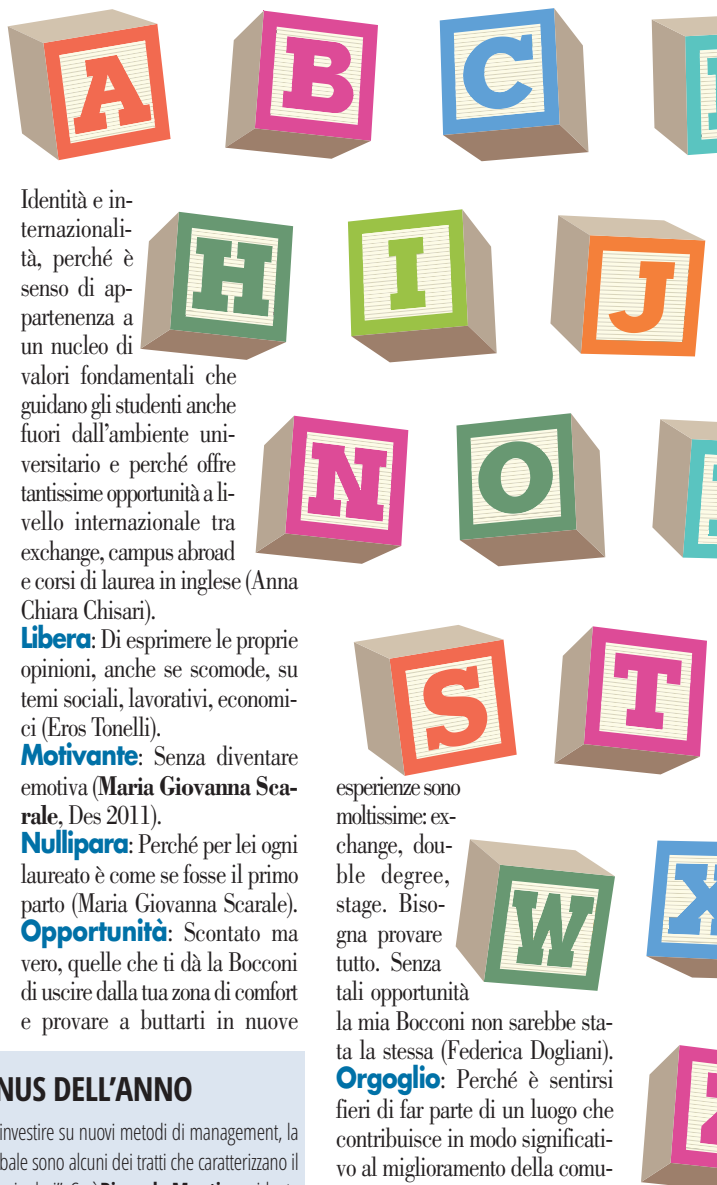 A
B
C
H
I
J
N
O
S
T
W
X
Identità e in-
ternazionali-
tà, perché è
senso di ap-
partenenza a
un nucleo di
valori fondamentali che
guidano gli studenti anche
fuori dall'ambiente uni-
versitario e perché offre
tantissime opportunità a li-
vello internazionale tra
exchange, campus abroad
e corsi di laurea in inglese (Anna
Chiara Chisari).
Libera: Di esprimere le proprie
opinioni, anche se scomode, su
temi sociali, lavorativi, economi-
ci (Eros Tonelli).
Motivante: Senza diventare
emotiva (Maria Giovanna Sca-
rale, Des 2011).
Nullipara: Perché per lei ogni
laureato è come se fosse il primo
parto (Maria Giovanna Scarale).
Opportunità: Scontato ma
vero, quelle che ti dà la Bocconi
di uscire dalla tua zona di comfort
e provare a buttarti in nuove
esperienze sono
moltissime: ex-
change, dou-
ble degree,
stage. Biso-
gna provare
tutto. Senza
tali opportunità
la mia Bocconi non sarebbe sta-
ta la stessa (Federica Dogliani).
Orgoglio: Perché è sentirsi
fieri di far parte di un luogo che
contribuisce in modo significati-
vo al miglioramento della comu-
NUS DELL'ANNO
investire su nuovi metodi di management, la
bale sono alcuni dei tratti che caratterizzano il